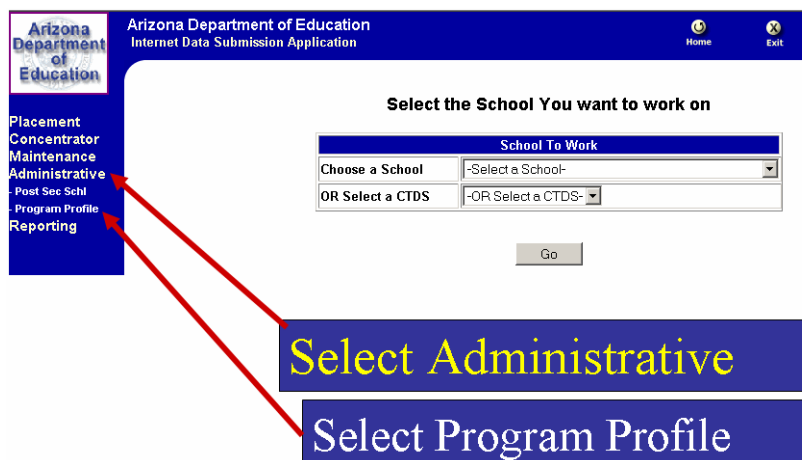 Arizona
Department
of
Education
Arizona Department of Education
Internet Data Submission Application
Home
Exit
Placement
Concentrator
Maintenance
Administrative
- Post Sec Schl
- Program Profile
Reporting
Select the School You want to work on
School To Work
Choose a School
-Select a School-
OR Select a CTDS
-OR Select a CTDS-
Go
Select Administrative
Select Program Profile